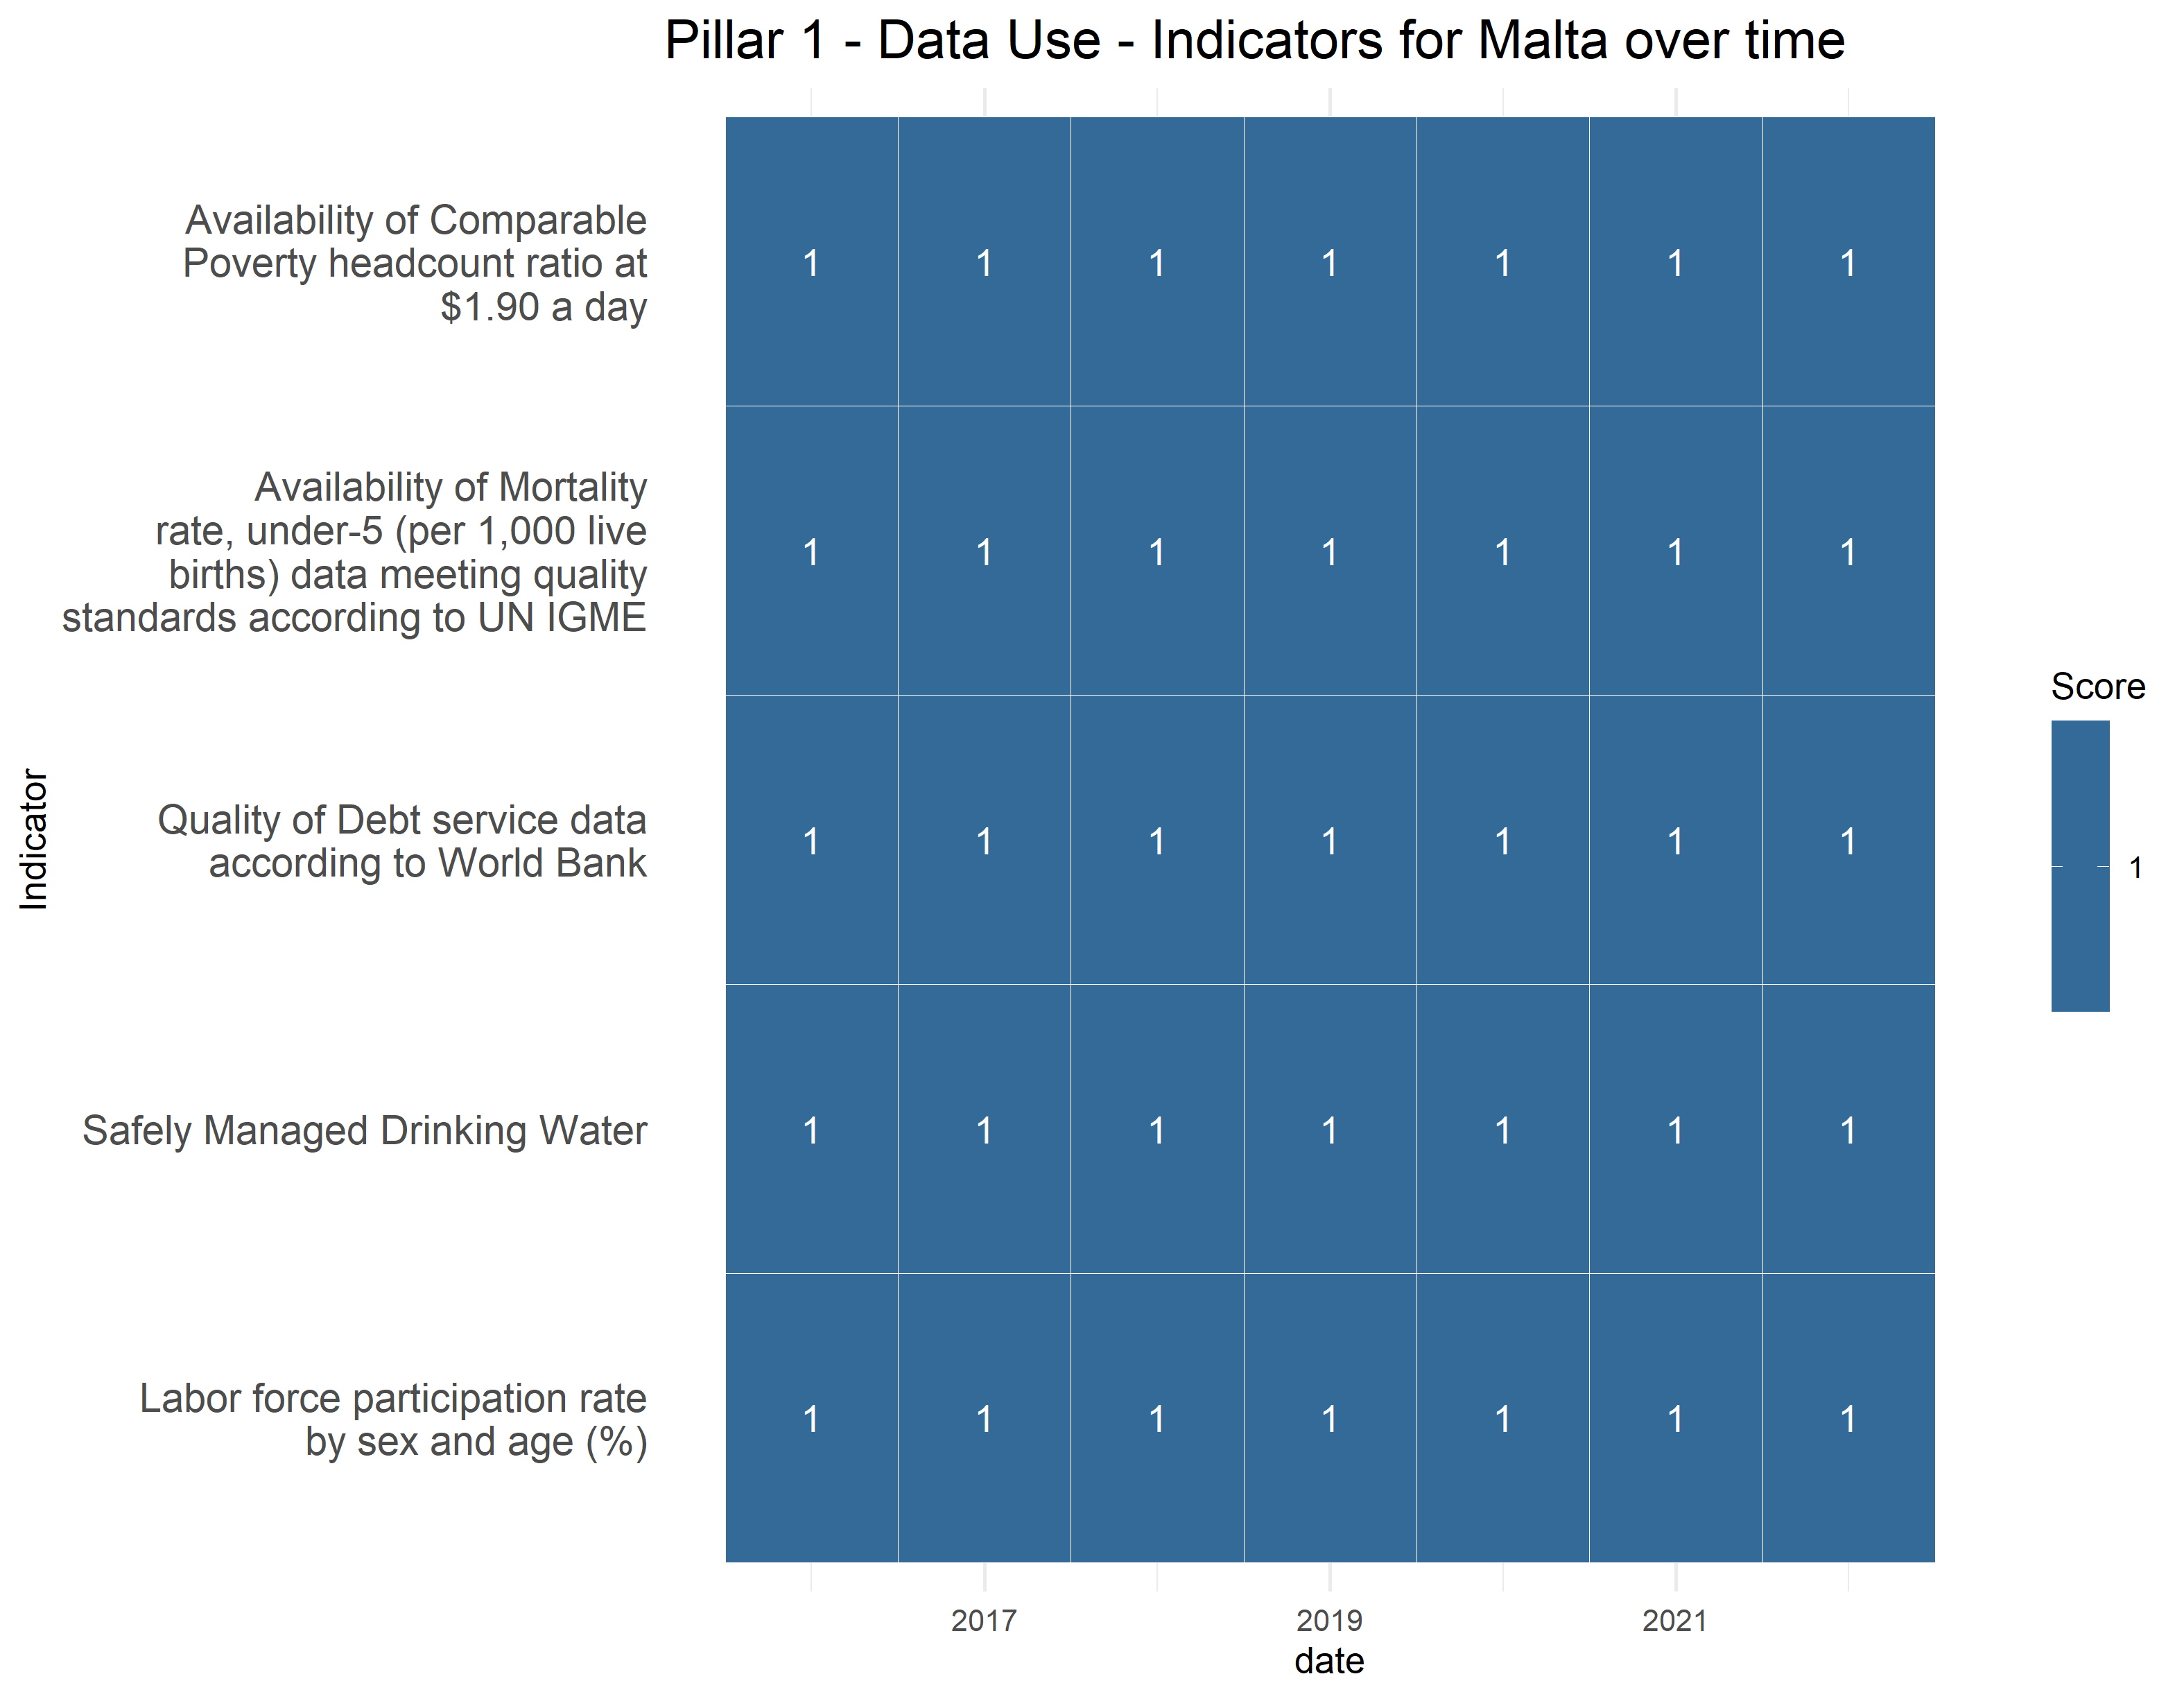 Pillar 1 - Data Use - Indicators for Malta over time
Indicator
Availability of Comparable
Poverty headcount ratio at
$1.90 a day
1 1 1 1 1 1 1
Availability of Mortality
rate, under-5 (per 1,000 live
births) data meeting quality
standards according to UN IGME
1 1 1 1 1 1 1
Quality of Debt service data
according to World Bank
1 1 1 1 1 1 1
Safely Managed Drinking Water
1 1 1 1 1 1 1
Labor force participation rate
by sex and age (%)
1 1 1 1 1 1 1
2017 2019 2021
date
Score
1